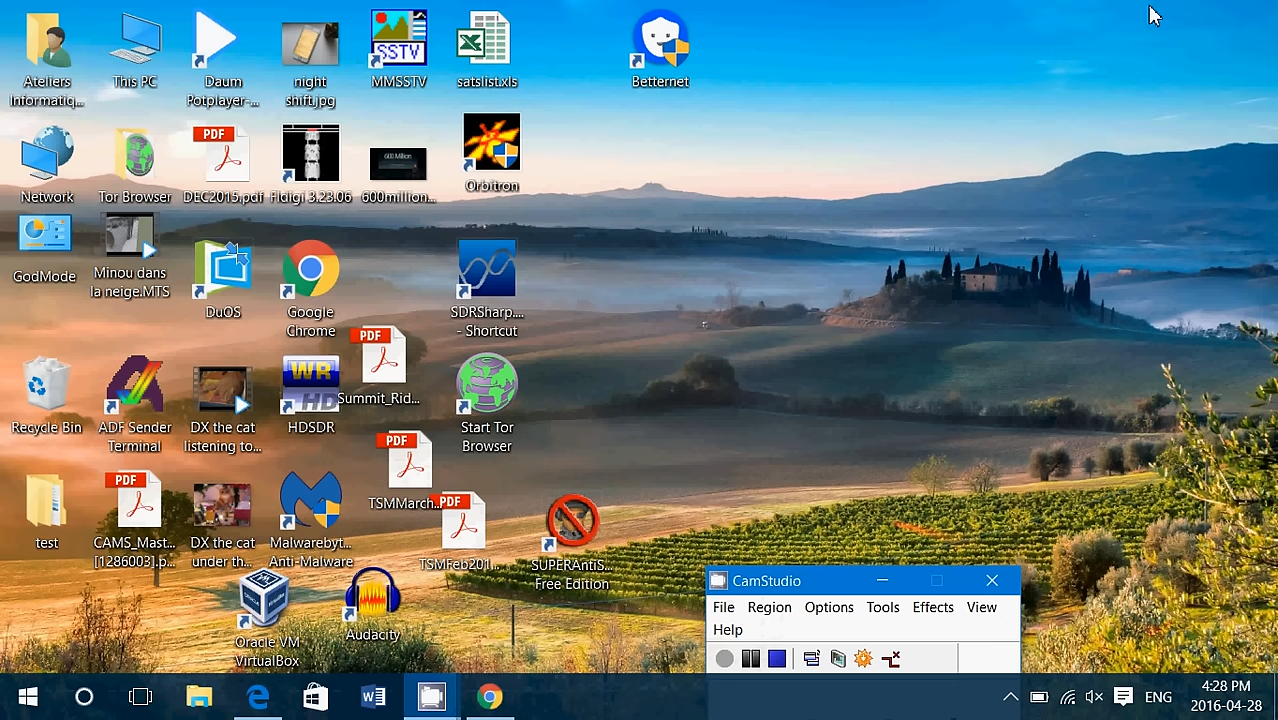 Ateliers
Informatiq...
This PC
Daum
Potplayer-...
night
shift.jpg
SSTV
MMSSTV
satslist.xls
Betternet
Network
Tor Browser
PDF
DEC2015.pdf
Fldigi 3.23.06
600 Million
600million...
Orbitron
GodMode
Minou dans
la neige.MTS
DuOS
Google
Chrome
SDRSharp....
- Shortcut
PDF
Summit_Rid...
Recycle Bin
ADF Sender
Terminal
DX the cat
listening to...
WR
HD
HDSDR
Start Tor
Browser
PDF
TSMMarch...
test
PDF
CAMS_Mast...
[1286003].p...
DX the cat
under th...
Malwarebyt...
Anti-Malware
PDF
TSMFeb201...
SUPERAntiS...
Free Edition
Oracle VM
VirtualBox
Audacity
CamStudio
File Region Options Tools Effects View
Help
ENG
4:28 PM
2016-04-28